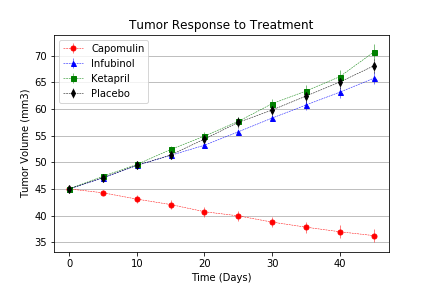 Tumor Response to Treatment
Capomulin
Infubinol
Ketapril
Placebo
Tumor Volume (mm3)
70
65
60
55
50
45
40
35
0 10 20 30 40
Time (Days)